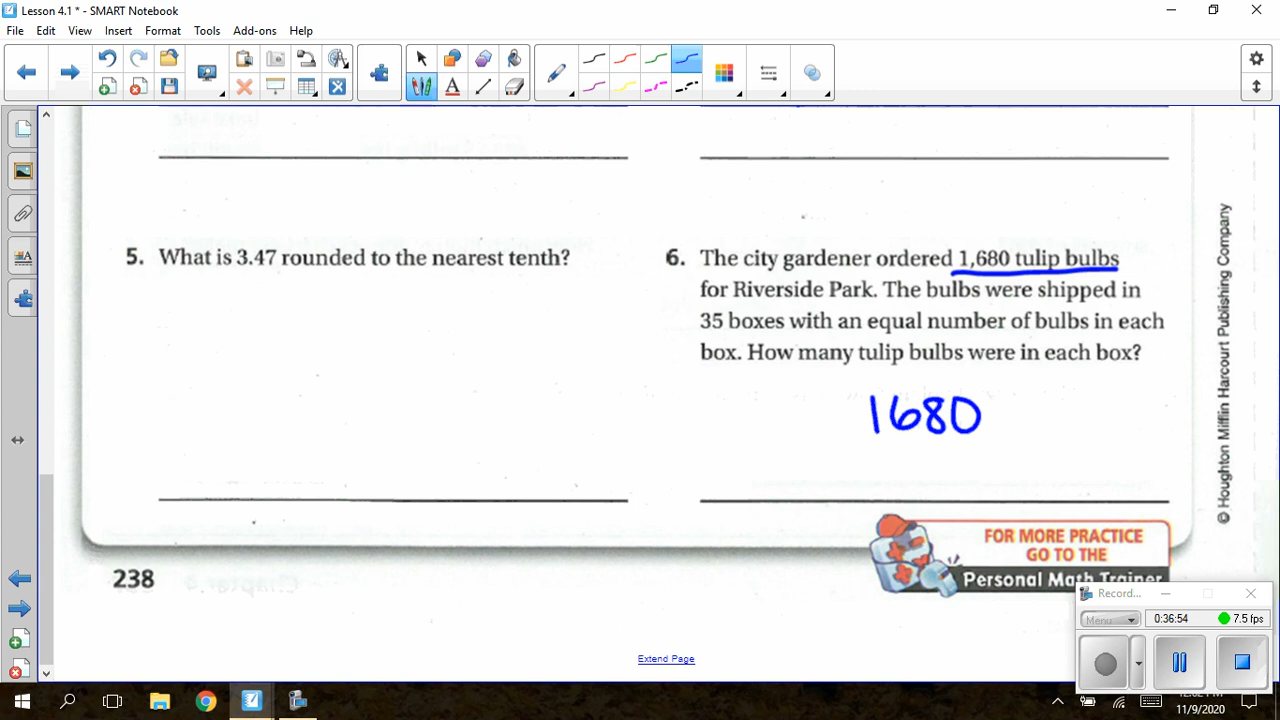 Lesson 4.1 * - SMART Notebook
File Edit View Insert Format Tools Add-ons Help
5. What is 3.47 rounded to the nearest tenth?
6. The city gardener ordered 1,680 tulip bulbs
for Riverside Park. The bulbs were shipped in
35 boxes with an equal number of bulbs in each
box. How many tulip bulbs were in each box?
1680
© Houghton Mifflin Harcourt Publishing Company
FOR MORE PRACTICE
GO TO THE
Personal Math Trainer
238
Extend Page
Record...
Menu 0:36:54 7.5 fps
11/9/2020